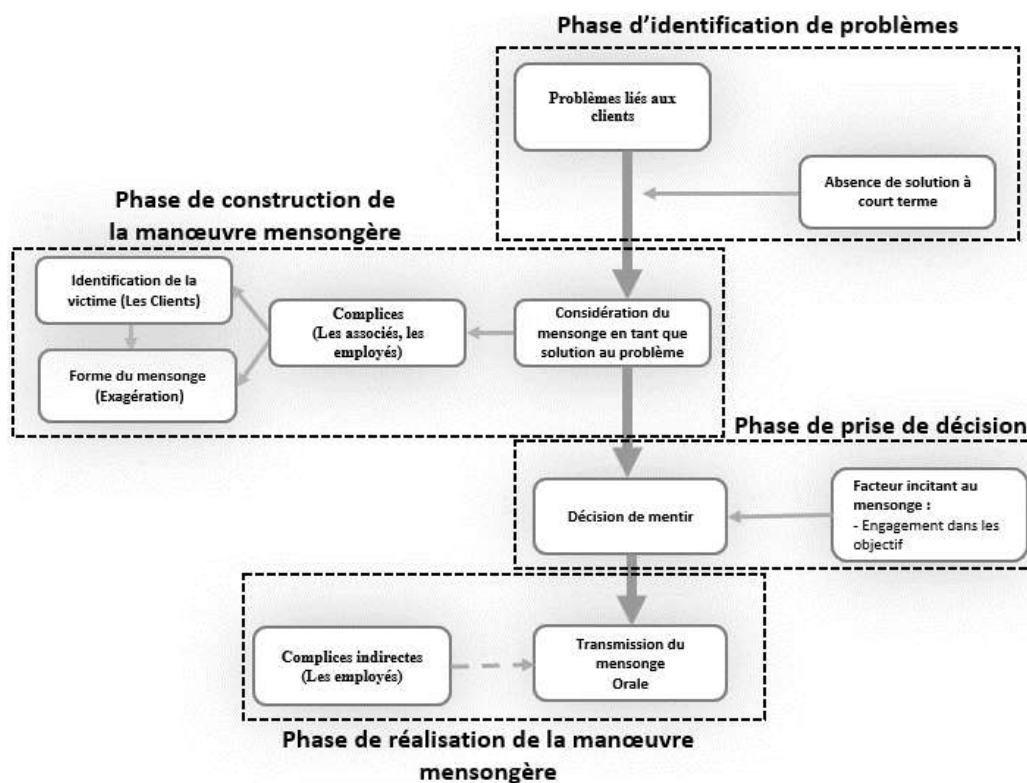 Phase d’identification de problèmes
Problèmes liés aux
clients
Absence de solution à
court terme
Phase de construction de
la manœuvre mensongère
Identification de la
victime (Les Clients)
Complices
(Les associés, les
employés)
Considération du
mensonge en tant que
solution au problème
Forme du mensonge
(Exagération)
Phase de prise de décision
Décision de mentir
Facteur incitant au
mensonge :
- Engagement dans les
objectif
Complices indirectes
(Les employés)
Transmission du
mensonge
Orale
Phase de réalisation de la manœuvre
mensongère